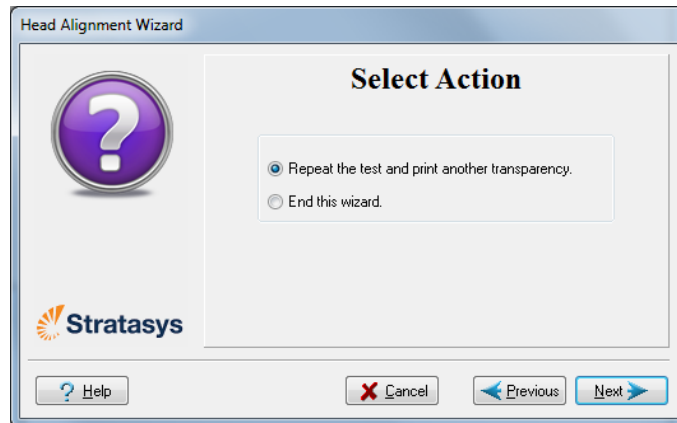 Head Alignment Wizard
Select Action
Repeat the test and print another transparency.
End this wizard.
Stratasys
Help
Cancel
Previous
Next